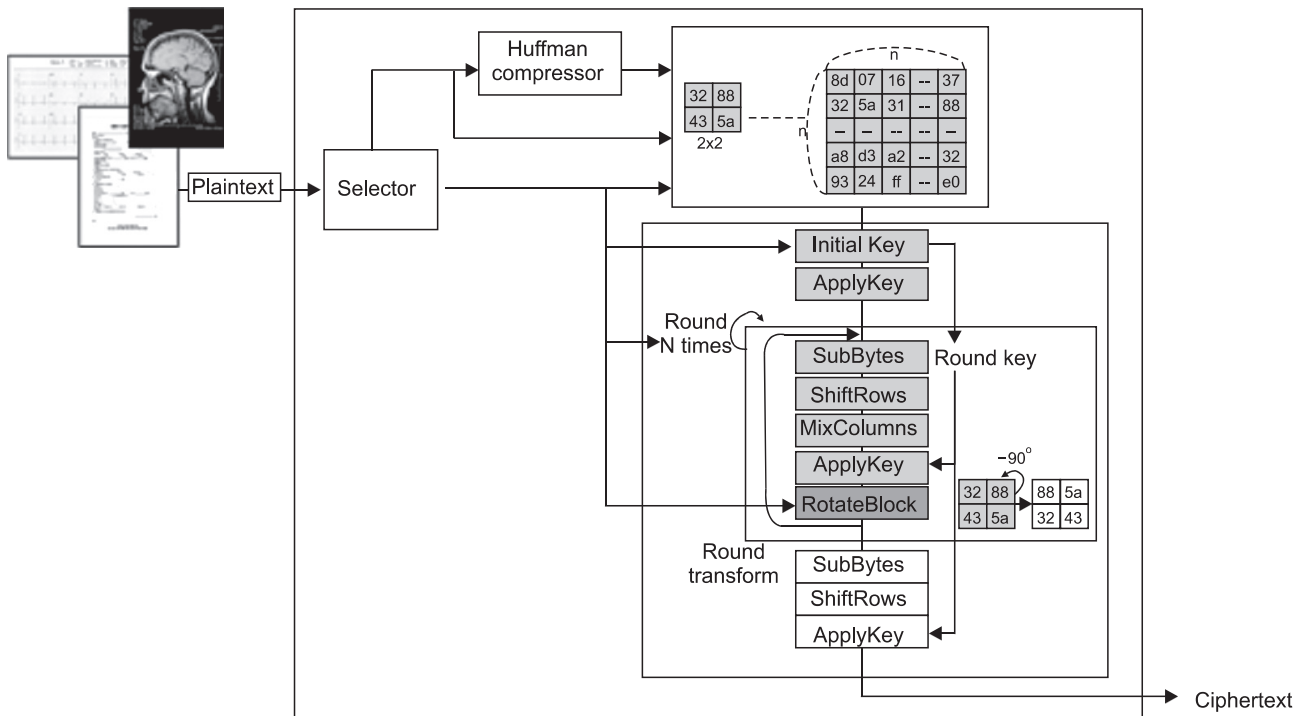 Plaintext
Selector
Huffman
compressor
32 88
43 5a
2x2
n
n
8d 07 16 -- 37
32 5a 31 -- 88
– – – – –
a8 d3 a2 -- 32
93 24 ff -- e0
Initial Key
ApplyKey
Round
N times
SubBytes
Round key
ShiftRows
MixColumns
ApplyKey
RotateBlock
–90°
32 88
43 5a
88 5a
32 43
Round
transform
SubBytes
ShiftRows
ApplyKey
Ciphertext